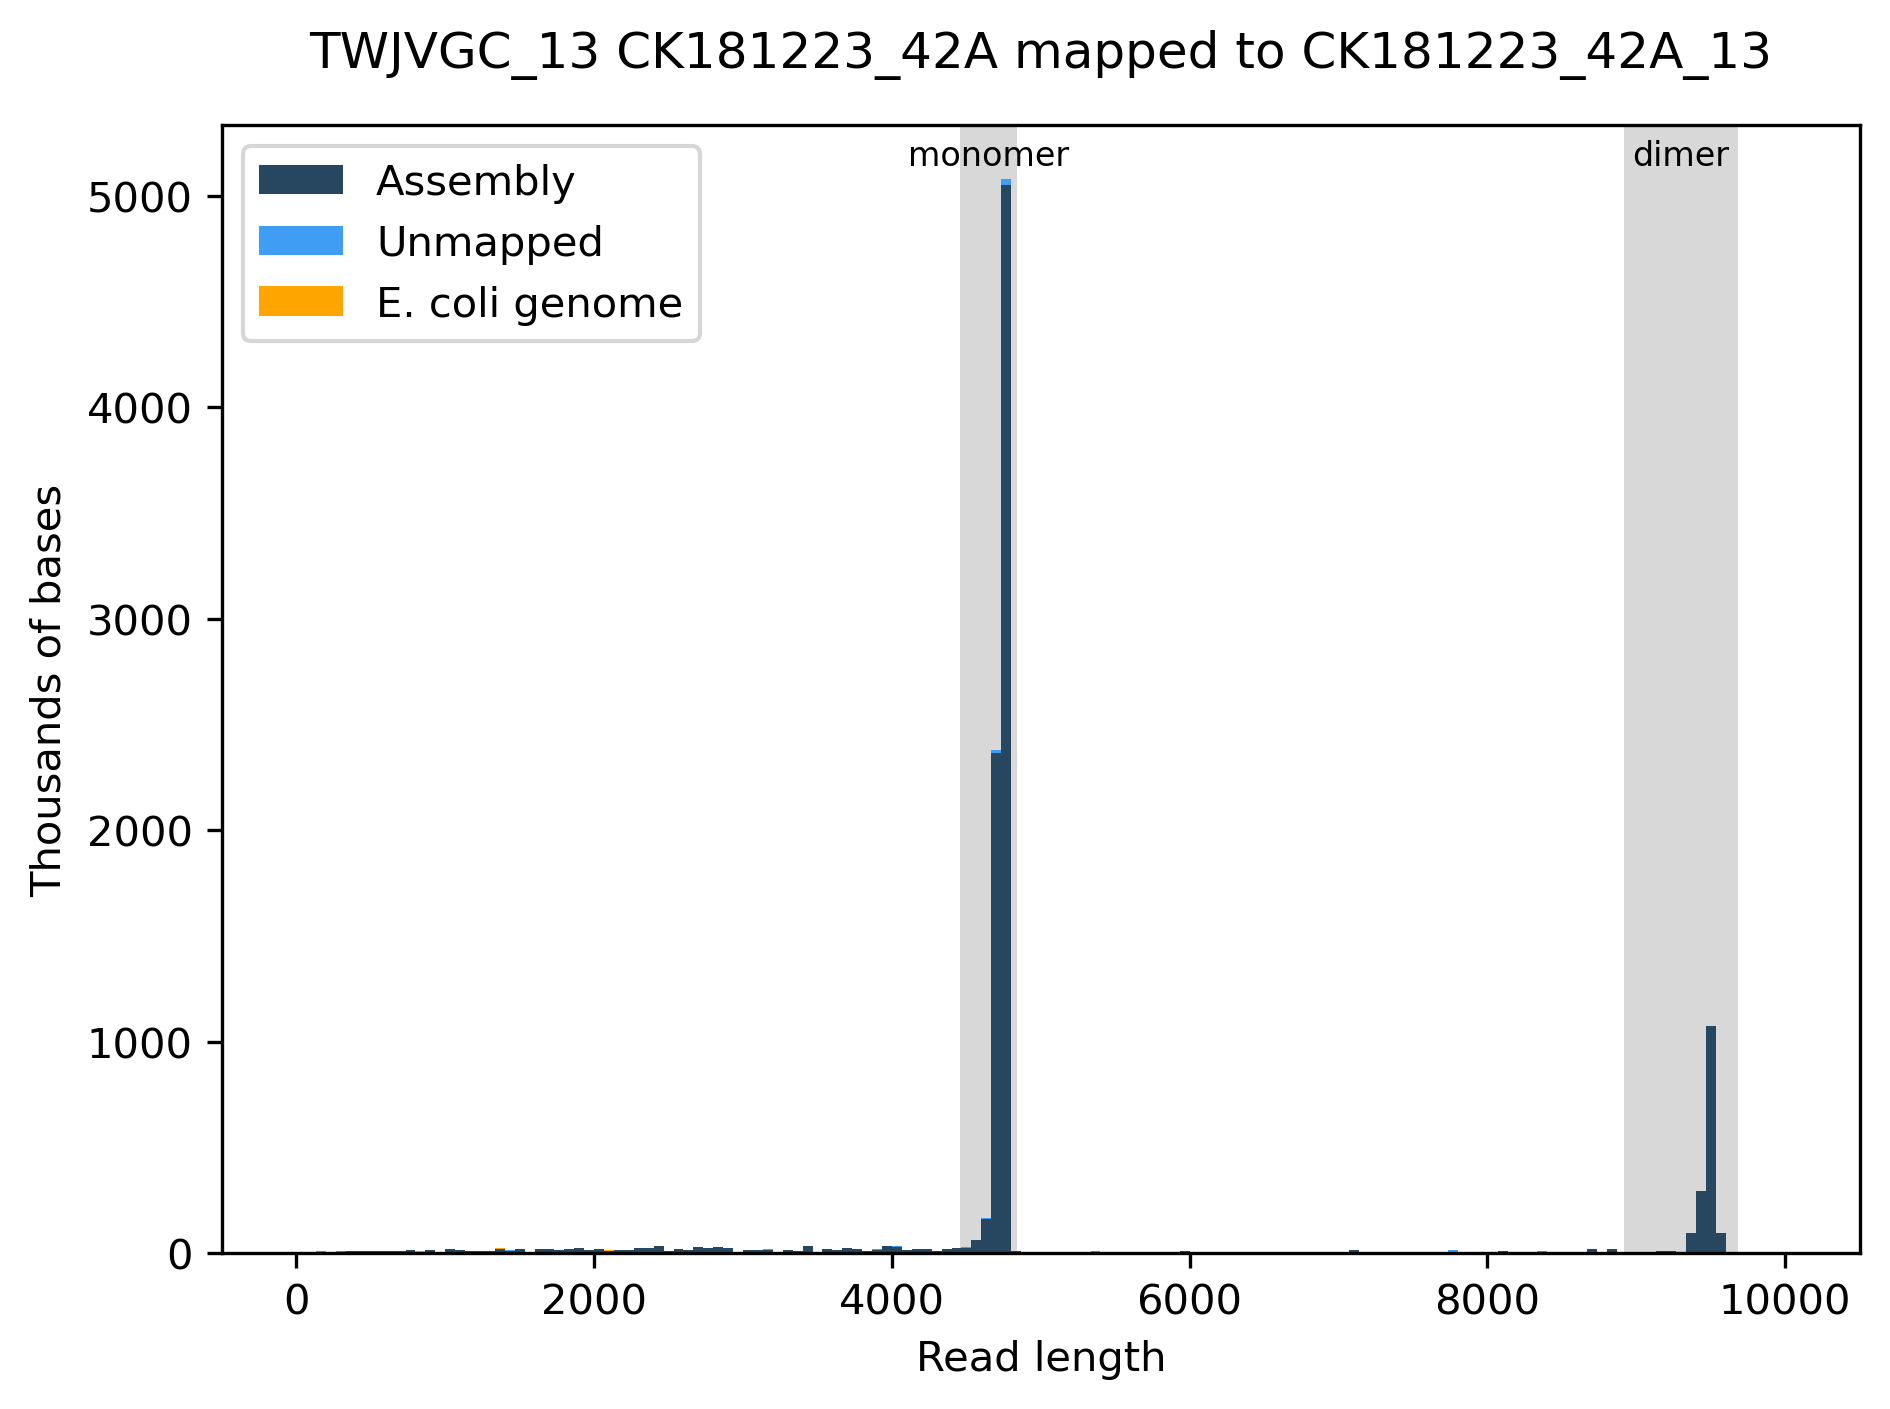 TWJVGC_13 CK181223_42A mapped to CK181223_42A_13
monomer
dimer
Assembly
Unmapped
E. coli genome
5000
4000
3000
2000
1000
0
Thousands of bases
0
2000
4000
6000
8000
10000
Read length